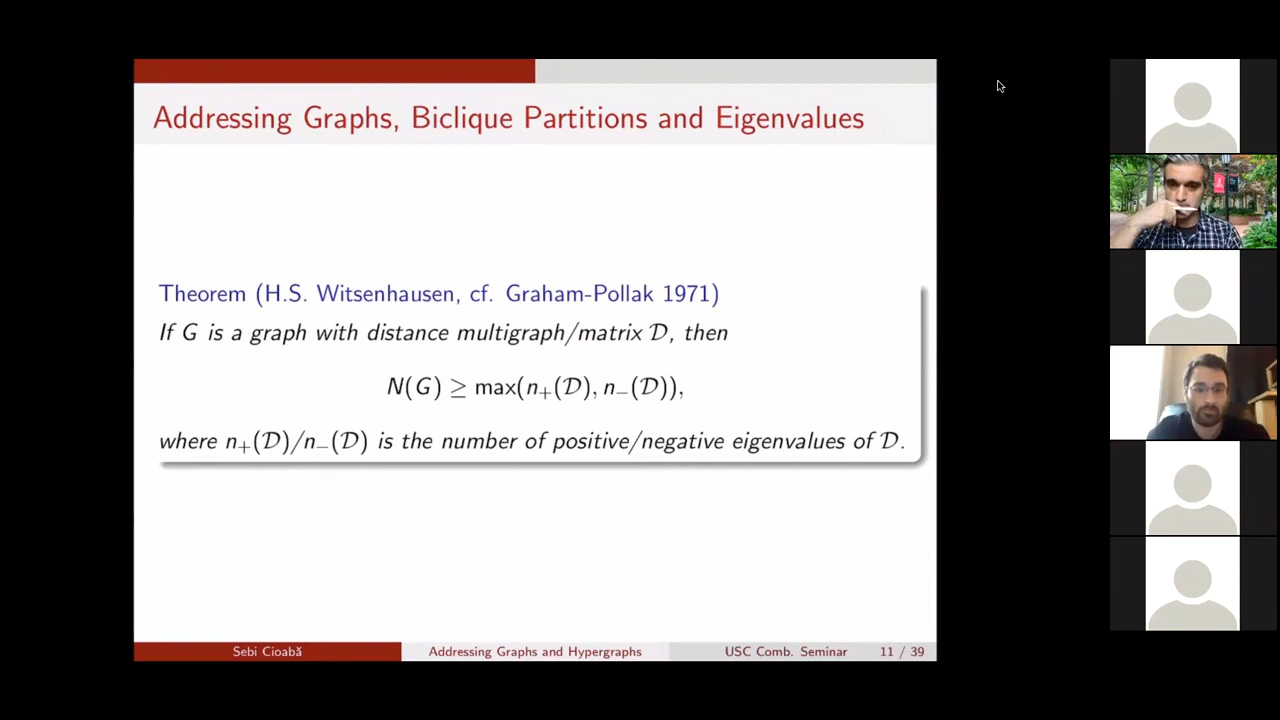 Addressing Graphs, Biclique Partitions and Eigenvalues
Theorem (H.S. Witsenhausen, cf. Graham-Pollak 1971)
If G is a graph with distance multigraph/matrix 𝒟, then
N(G) ≥ max(n₊(𝒟), n₋(𝒟)),
where n₊(𝒟)/n₋(𝒟) is the number of positive/negative eigenvalues of 𝒟.
Sebi Cioabă Addressing Graphs and Hypergraphs USC Comb. Seminar 11 / 39